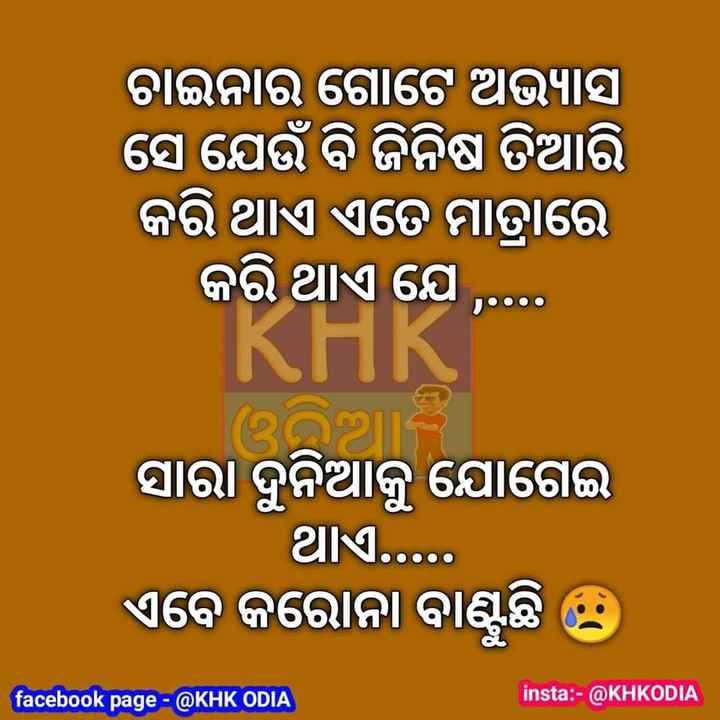 ଚାଇନାର ଗୋଟେ ଅଭ୍ୟାସ
ସେ ଯେଉଁ ବି ଜିନିଷ ତିଆରି
କରି ଥାଏ ଏତେ ମାତ୍ରାରେ
କରି ଥାଏ ଯେ ,....
KHK
ଓଡିଆ
ସାରା ଦୁନିଆକୁ ଯୋଗେଇ
ଥାଏ.....
ଏବେ କରୋନା ବାଣ୍ଟୁଛି 😥
facebook page - @KHK ODIA
insta:- @KHKODIA